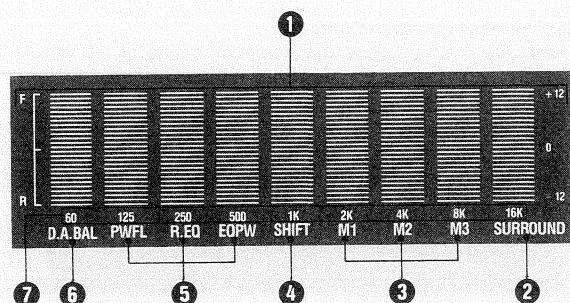 1
F +12
0
R -12
60 125 250 500 1K 2K 4K 8K 16K
D.A.BAL PWFL R.EQ EOPW SHIFT M1 M2 M3 SURROUND
7 6 5 4 3 2